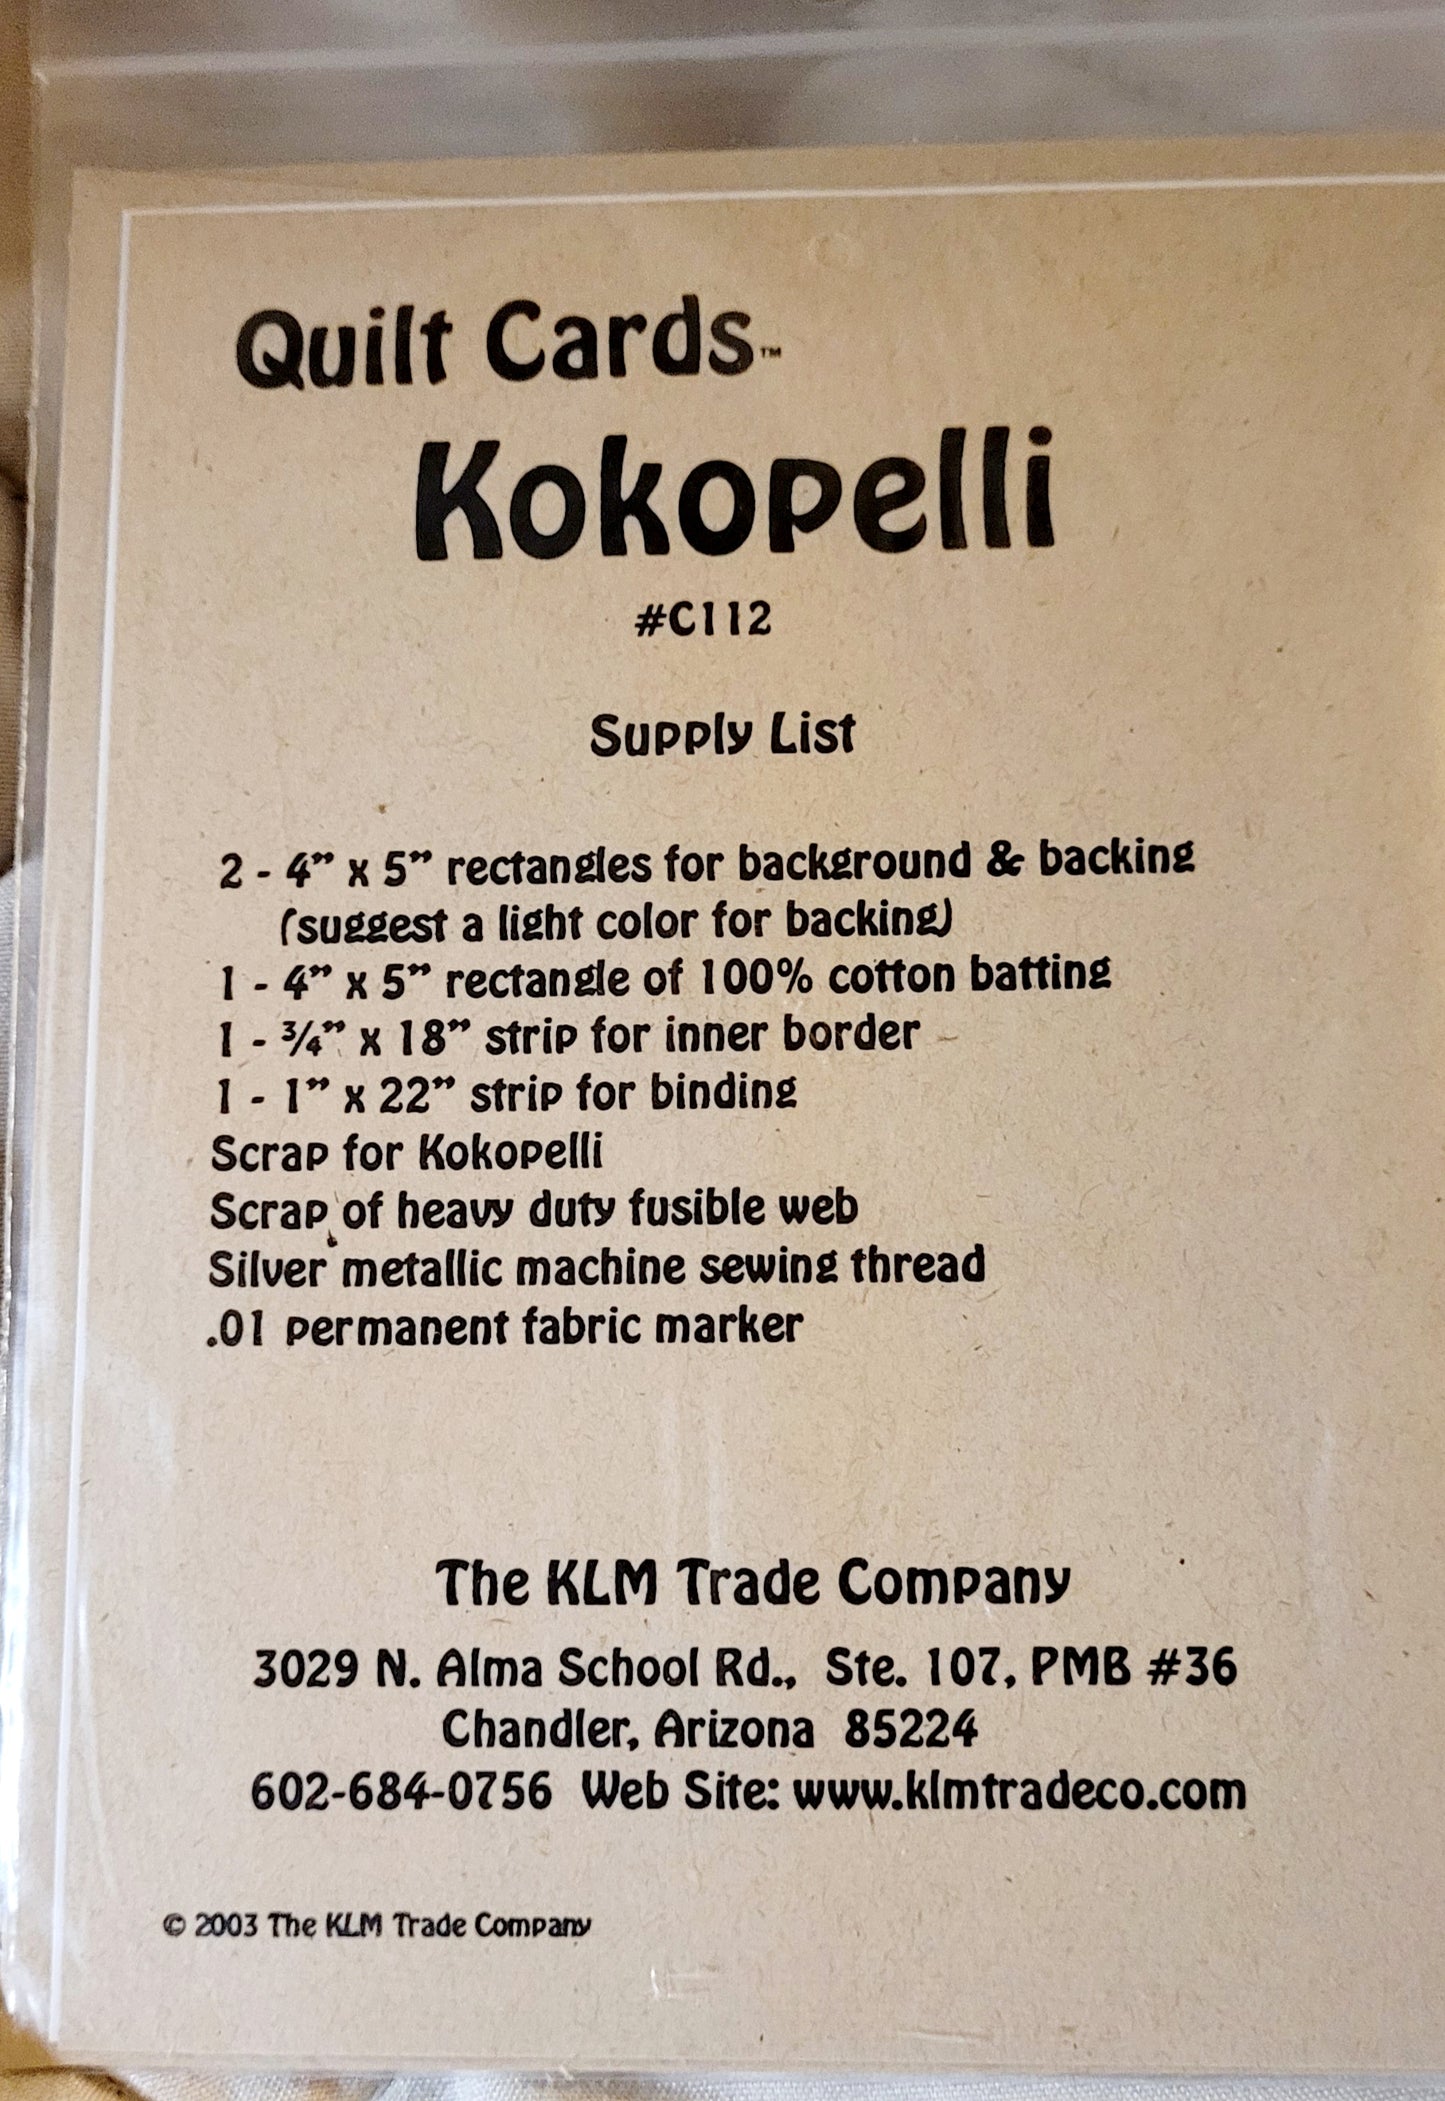 Quilt Cards™
Kokopelli
#C112
Supply List
2 - 4” x 5” rectangles for background & backing
(suggest a light color for backing)
1 - 4” x 5” rectangle of 100% cotton batting
1 - ¾” x 18” strip for inner border
1 - 1” x 22” strip for binding
Scrap for Kokopelli
Scrap of heavy duty fusible web
Silver metallic machine sewing thread
.01 permanent fabric marker
The KLM Trade Company
3029 N. Alma School Rd., Ste. 107, PMB #36
Chandler, Arizona 85224
602-684-0756 Web Site: www.klmtradeco.com
© 2003 The KLM Trade Company